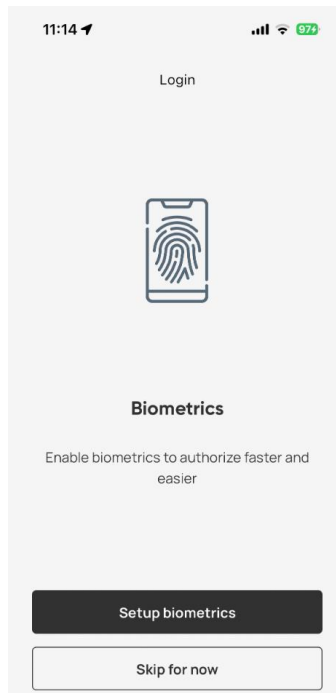 11:14
97
Login
Biometrics
Enable biometrics to authorize faster and
easier
Setup biometrics
Skip for now